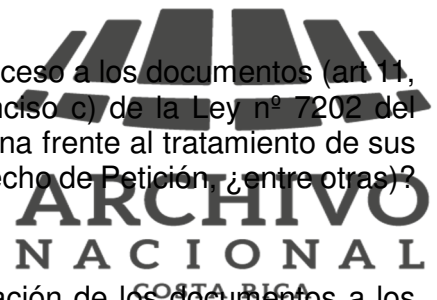 ceso a los documentos (art 11,
nciso c) de la Ley nº 7202 del
na frente al tratamiento de sus
echo de Petición, ¿entre otras)?
ARCHIVO
NACIONAL
COSTA RICA
ación de los documentos a los